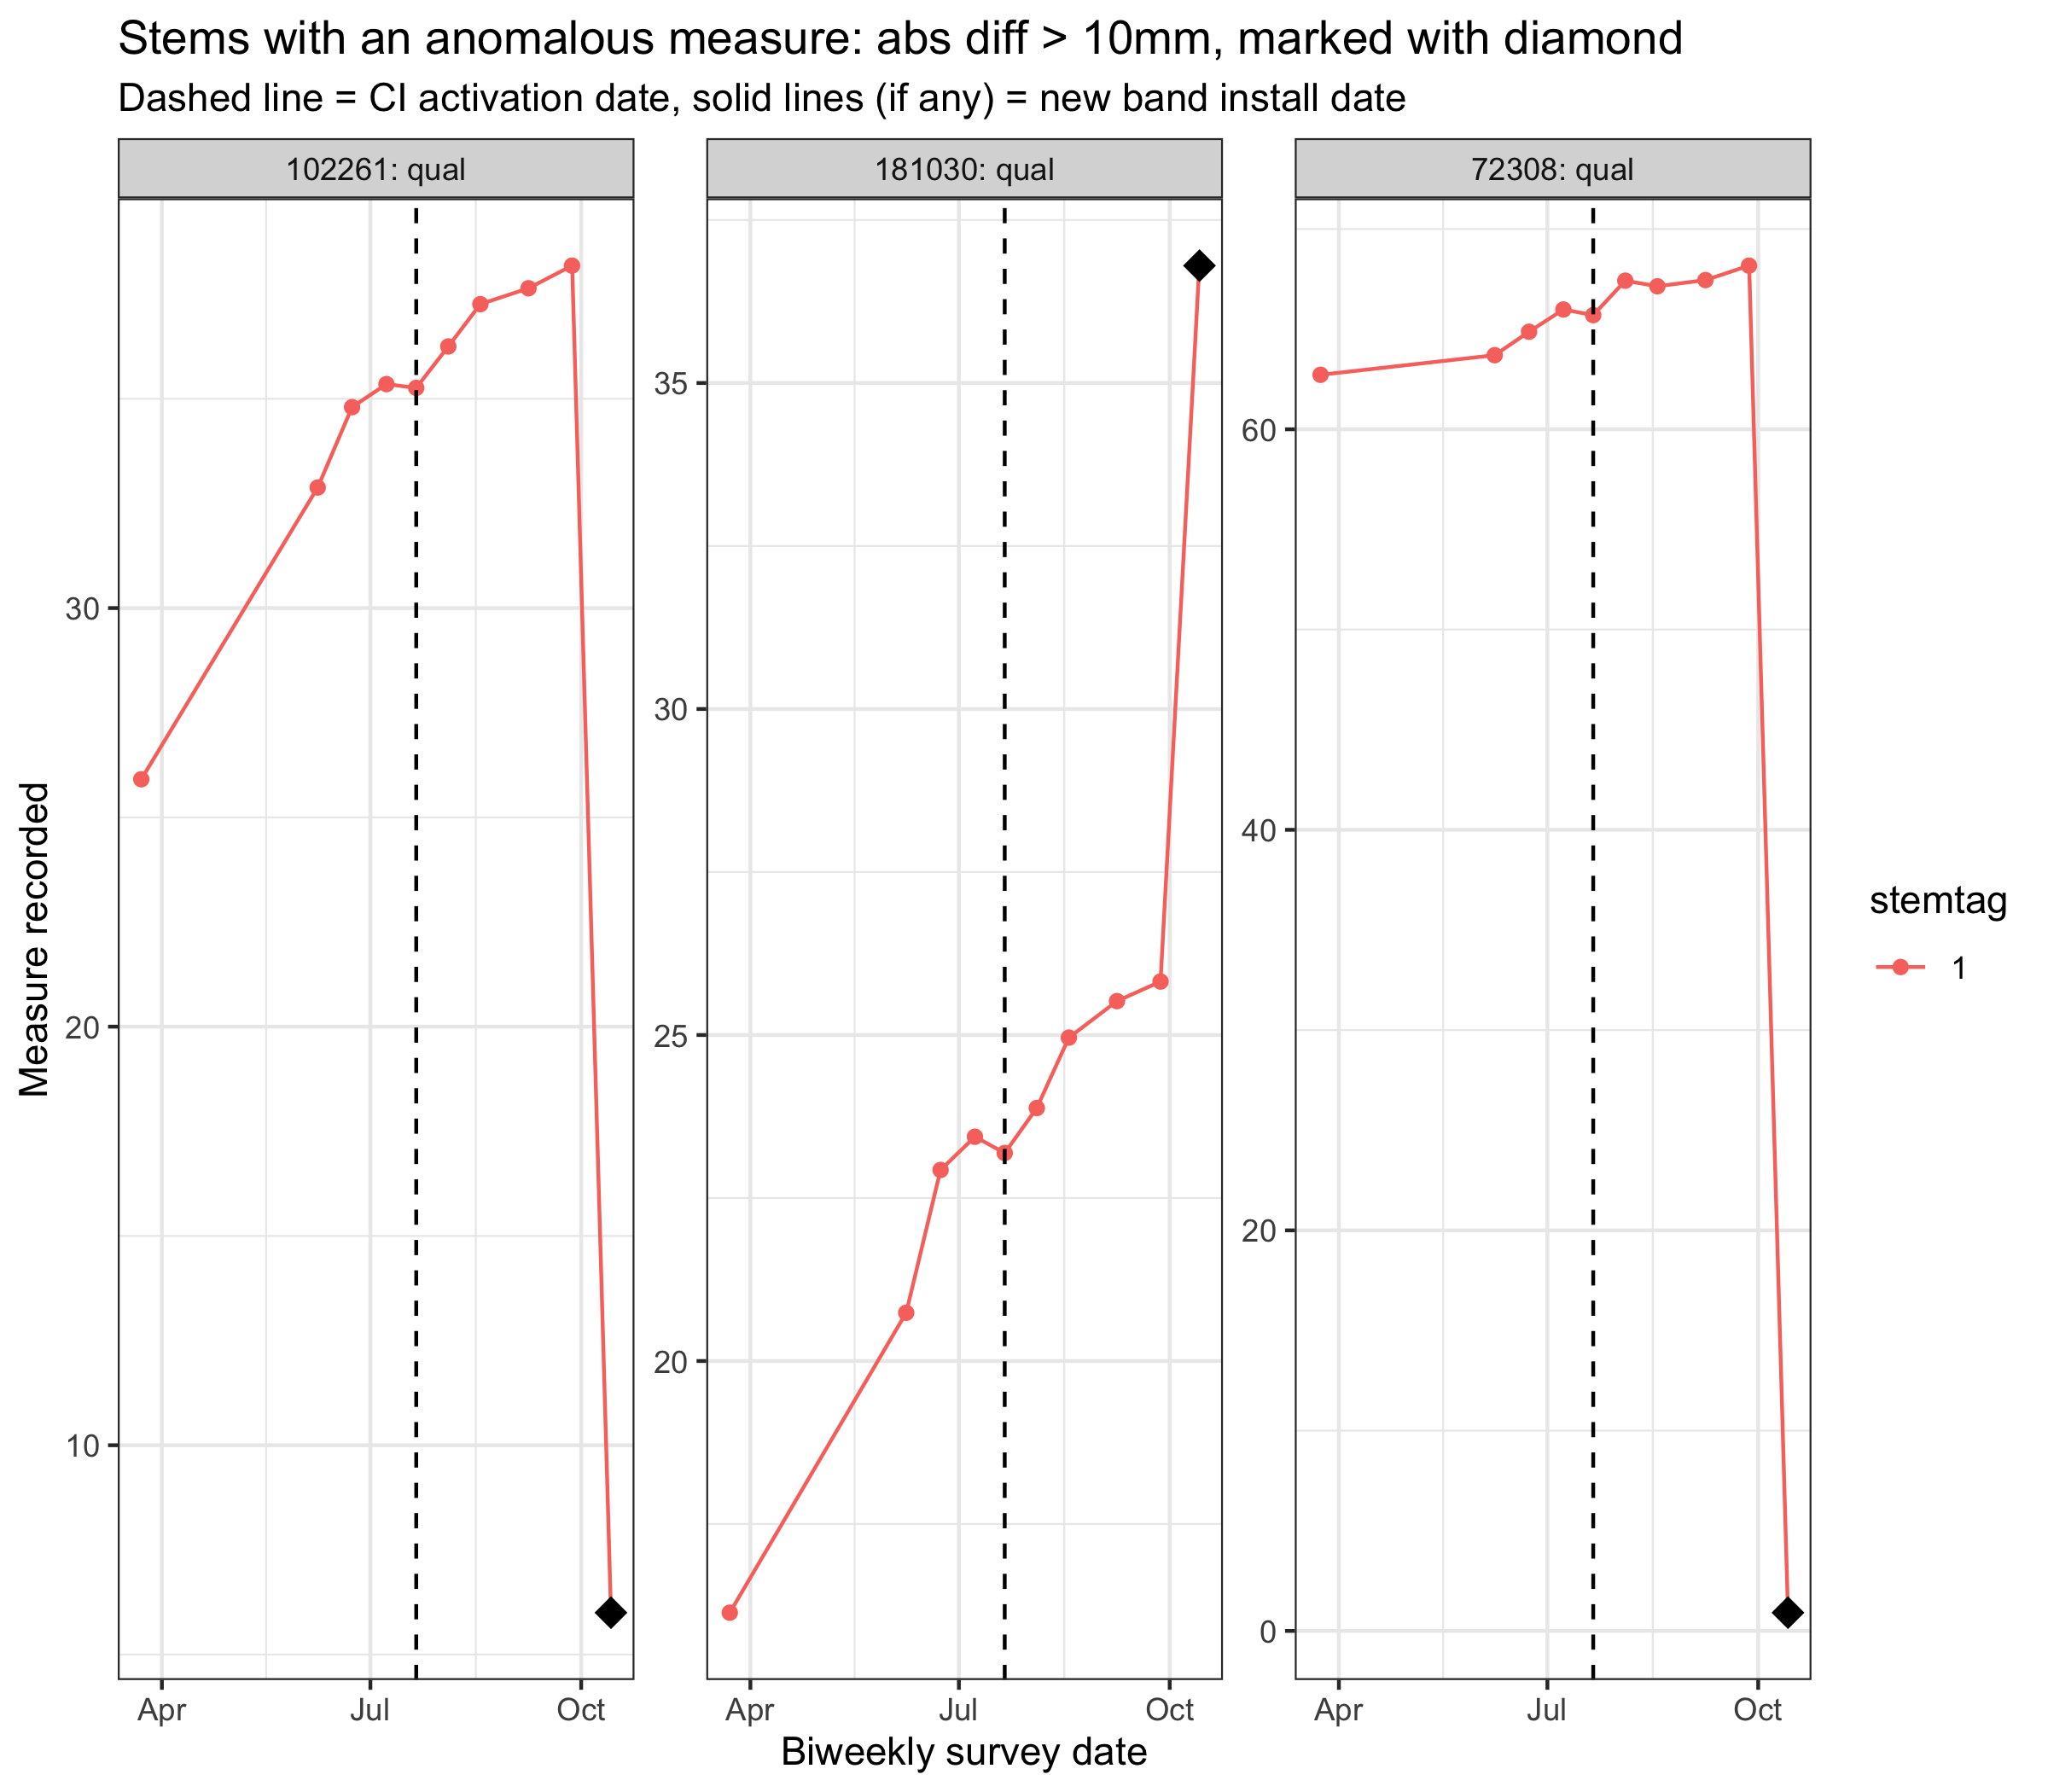 Stems with an anomalous measure: abs diff > 10mm, marked with diamond
Dashed line = CI activation date, solid lines (if any) = new band install date
102261: qual
181030: qual
72308: qual
Measure recorded
30
20
10
35
30
25
20
60
40
20
0
Apr Jul Oct
Apr Jul Oct
Apr Jul Oct
Biweekly survey date
stemtag
1